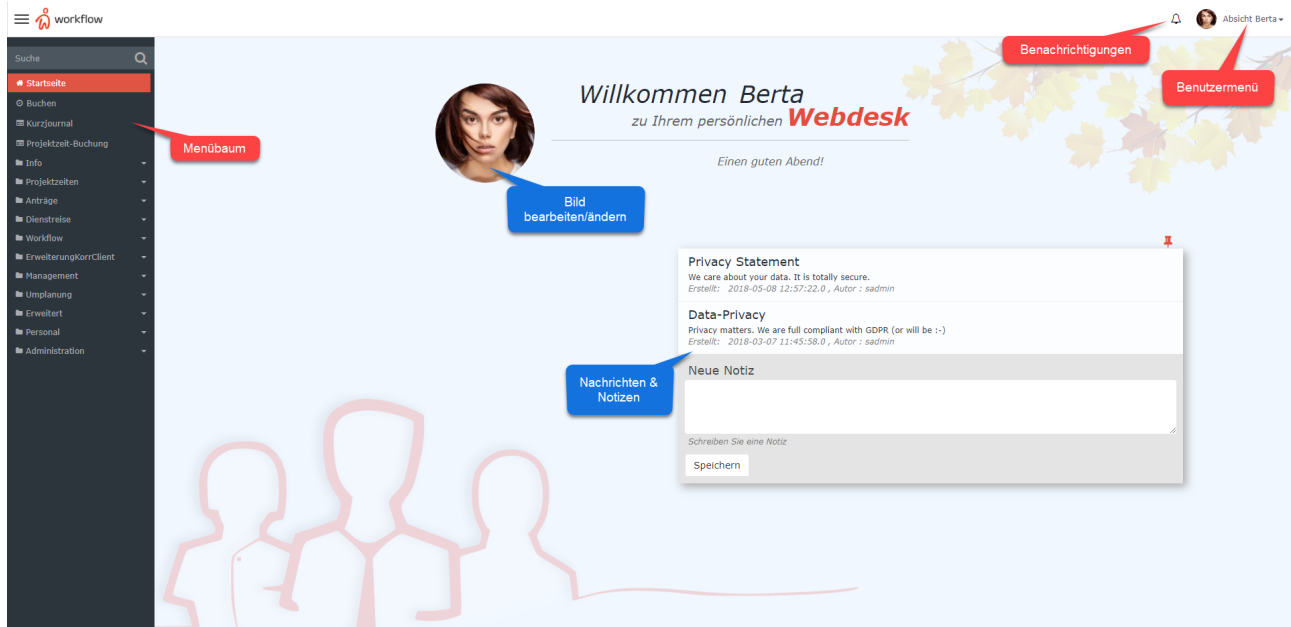 workflow
Absicht Berta
Benachrichtigungen
Benutzermenü
Suche
Startseite
Buchen
Kurzjournal
Projektzeit-Buchung
Info
Projektzeiten
Anträge
Dienstreise
Workflow
ErweiterungKorrClient
Management
Umplanung
Erweitert
Personal
Administration
Menübaum
Willkommen Berta
zu Ihrem persönlichen Webdesk
Einen guten Abend!
Bild
bearbeiten/ändern
Privacy Statement
We care about your data. It is totally secure.
Erstellt: 2018-05-08 12:57:22.0 , Autor : sadmin
Data-Privacy
Privacy matters. We are full compliant with GDPR (or will be :-)
Erstellt: 2018-03-07 11:45:58.0 , Autor : sadmin
Nachrichten &
Notizen
Neue Notiz
Schreiben Sie eine Notiz
Speichern